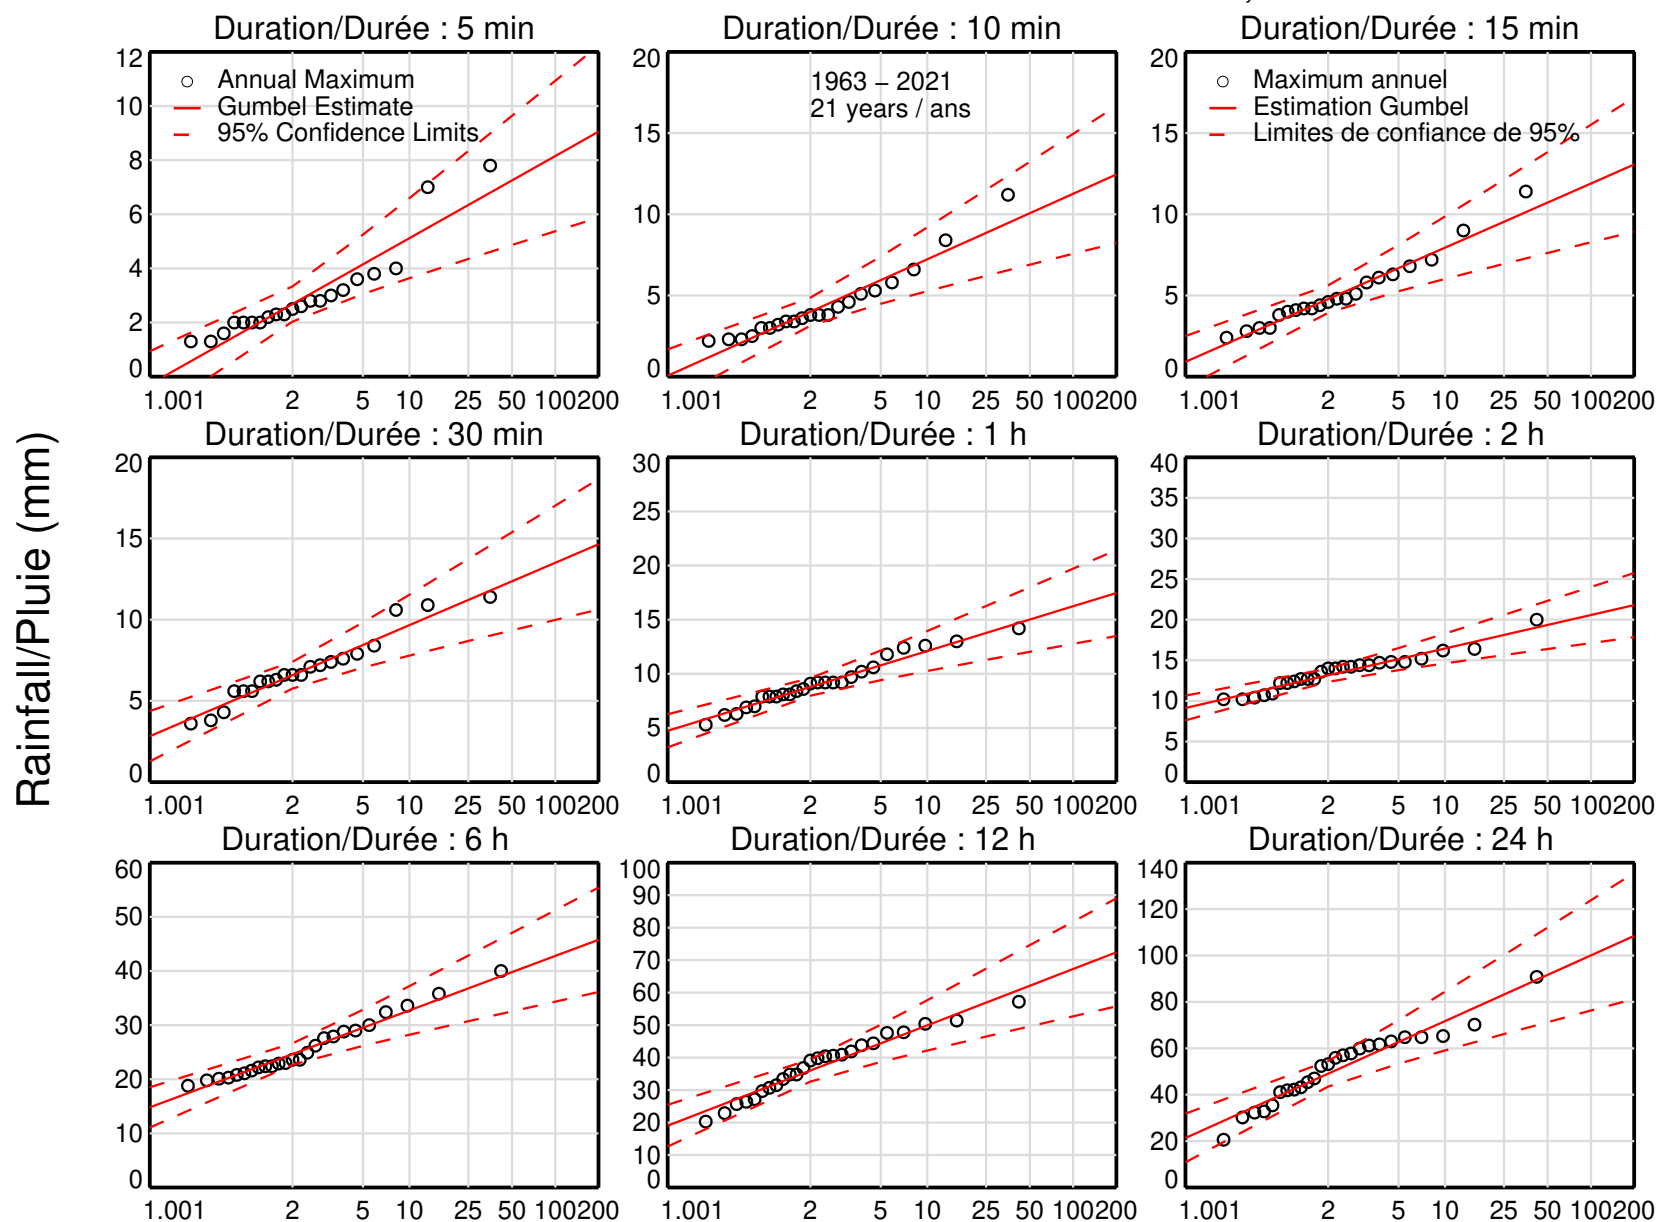 Duration/Durée : 5 min
12
10
8
6
4
2
0
Annual Maximum
Gumbel Estimate
95% Confidence Limits
1.001 2 5 10 25 50 100200
Duration/Durée : 10 min
20
15
10
5
0
1963 – 2021
21 years / ans
1.001 2 5 10 25 50 100200
Duration/Durée : 15 min
20
15
10
5
0
Maximum annuel
Estimation Gumbel
Limites de confiance de 95%
1.001 2 5 10 25 50 100200
Rainfall/Pluie (mm)
Duration/Durée : 30 min
20
15
10
5
0
1.001 2 5 10 25 50 100200
Duration/Durée : 1 h
30
25
20
15
10
5
0
1.001 2 5 10 25 50 100200
Duration/Durée : 2 h
40
35
30
25
20
15
10
5
0
1.001 2 5 10 25 50 100200
Duration/Durée : 6 h
60
50
40
30
20
10
0
1.001 2 5 10 25 50 100200
Duration/Durée : 12 h
100
90
80
70
60
50
40
30
20
10
0
1.001 2 5 10 25 50 100200
Duration/Durée : 24 h
140
120
100
80
60
40
20
0
1.001 2 5 10 25 50 100200